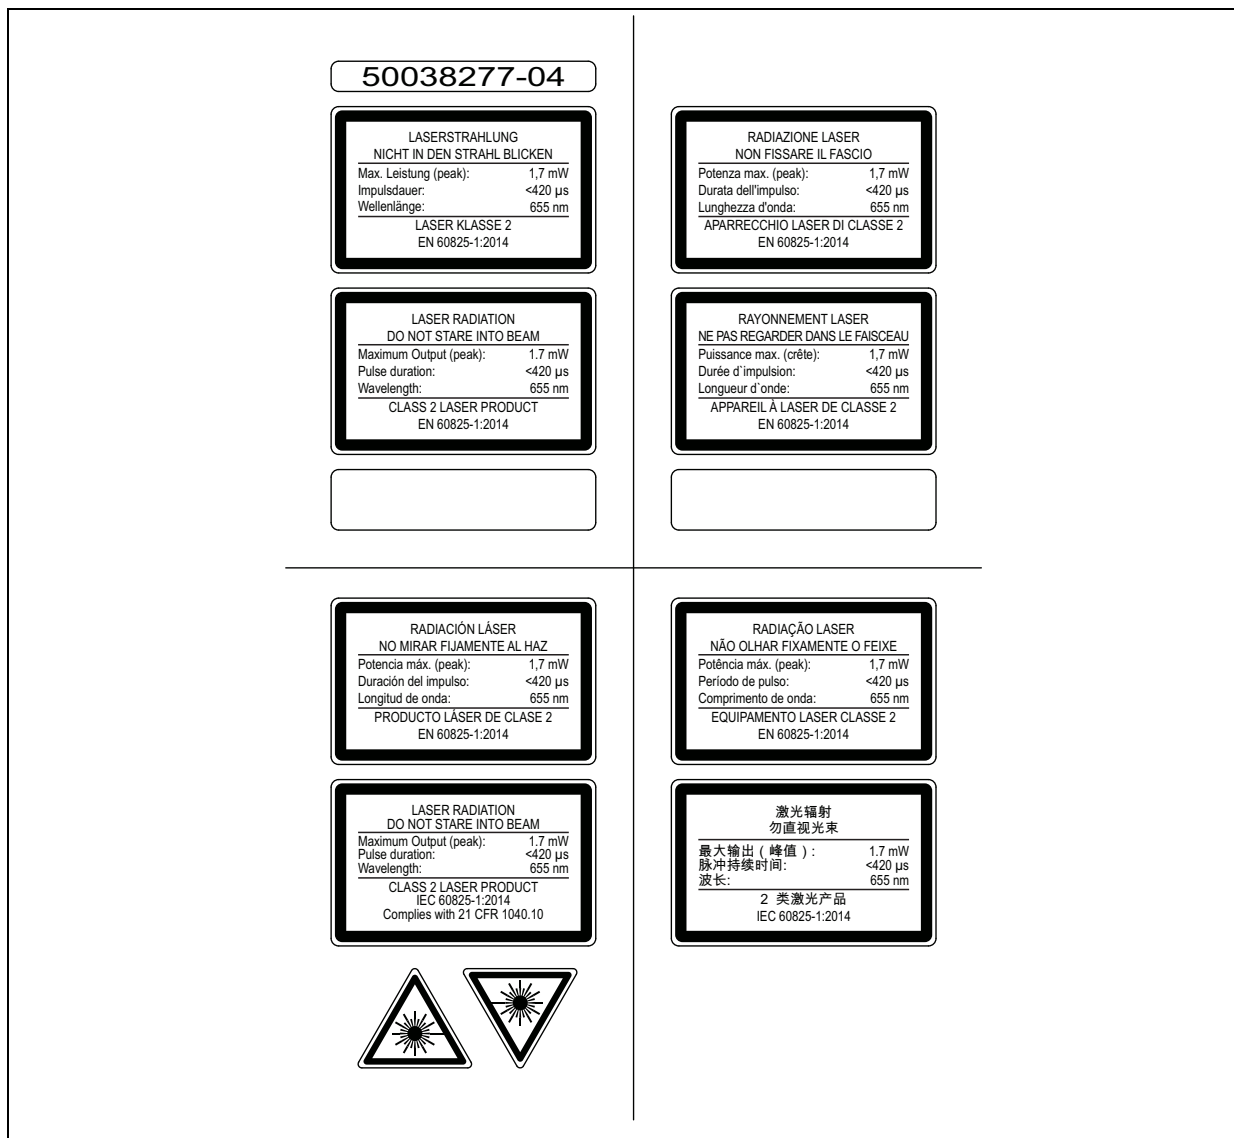 50038277-04
LASERSTRAHLUNG
NICHT IN DEN STRAHL BLICKEN
Max. Leistung (peak): 1,7 mW
Impulsdauer: <420 µs
Wellenlänge: 655 nm
LASER KLASSE 2
EN 60825-1:2014
LASER RADIATION
DO NOT STARE INTO BEAM
Maximum Output (peak): 1.7 mW
Pulse duration: <420 µs
Wavelength: 655 nm
CLASS 2 LASER PRODUCT
EN 60825-1:2014
RADIAZIONE LASER
NON FISSARE IL FASCIO
Potenza max. (peak): 1,7 mW
Durata dell'impulso: <420 µs
Lunghezza d'onda: 655 nm
APARRECCHIO LASER DI CLASSE 2
EN 60825-1:2014
RAYONNEMENT LASER
NE PAS REGARDER DANS LE FAISCEAU
Puissance max. (crête): 1,7 mW
Durée d`impulsion: <420 µs
Longueur d`onde: 655 nm
APPAREIL À LASER DE CLASSE 2
EN 60825-1:2014
RADIACIÓN LÁSER
NO MIRAR FIJAMENTE AL HAZ
Potencia máx. (peak): 1,7 mW
Duración del impulso: <420 µs
Longitud de onda: 655 nm
PRODUCTO LÁSER DE CLASE 2
EN 60825-1:2014
LASER RADIATION
DO NOT STARE INTO BEAM
Maximum Output (peak): 1.7 mW
Pulse duration: <420 µs
Wavelength: 655 nm
CLASS 2 LASER PRODUCT
IEC 60825-1:2014
Complies with 21 CFR 1040.10
RADIAÇÃO LASER
NÃO OLHAR FIXAMENTE O FEIXE
Potência máx. (peak): 1,7 mW
Período de pulso: <420 µs
Comprimento de onda: 655 nm
EQUIPAMENTO LASER CLASSE 2
EN 60825-1:2014
激光辐射
勿直视光束
最大输出 ( 峰值 ) : 1.7 mW
脉冲持续时间: <420 µs
波长: 655 nm
2 类激光产品
IEC 60825-1:2014